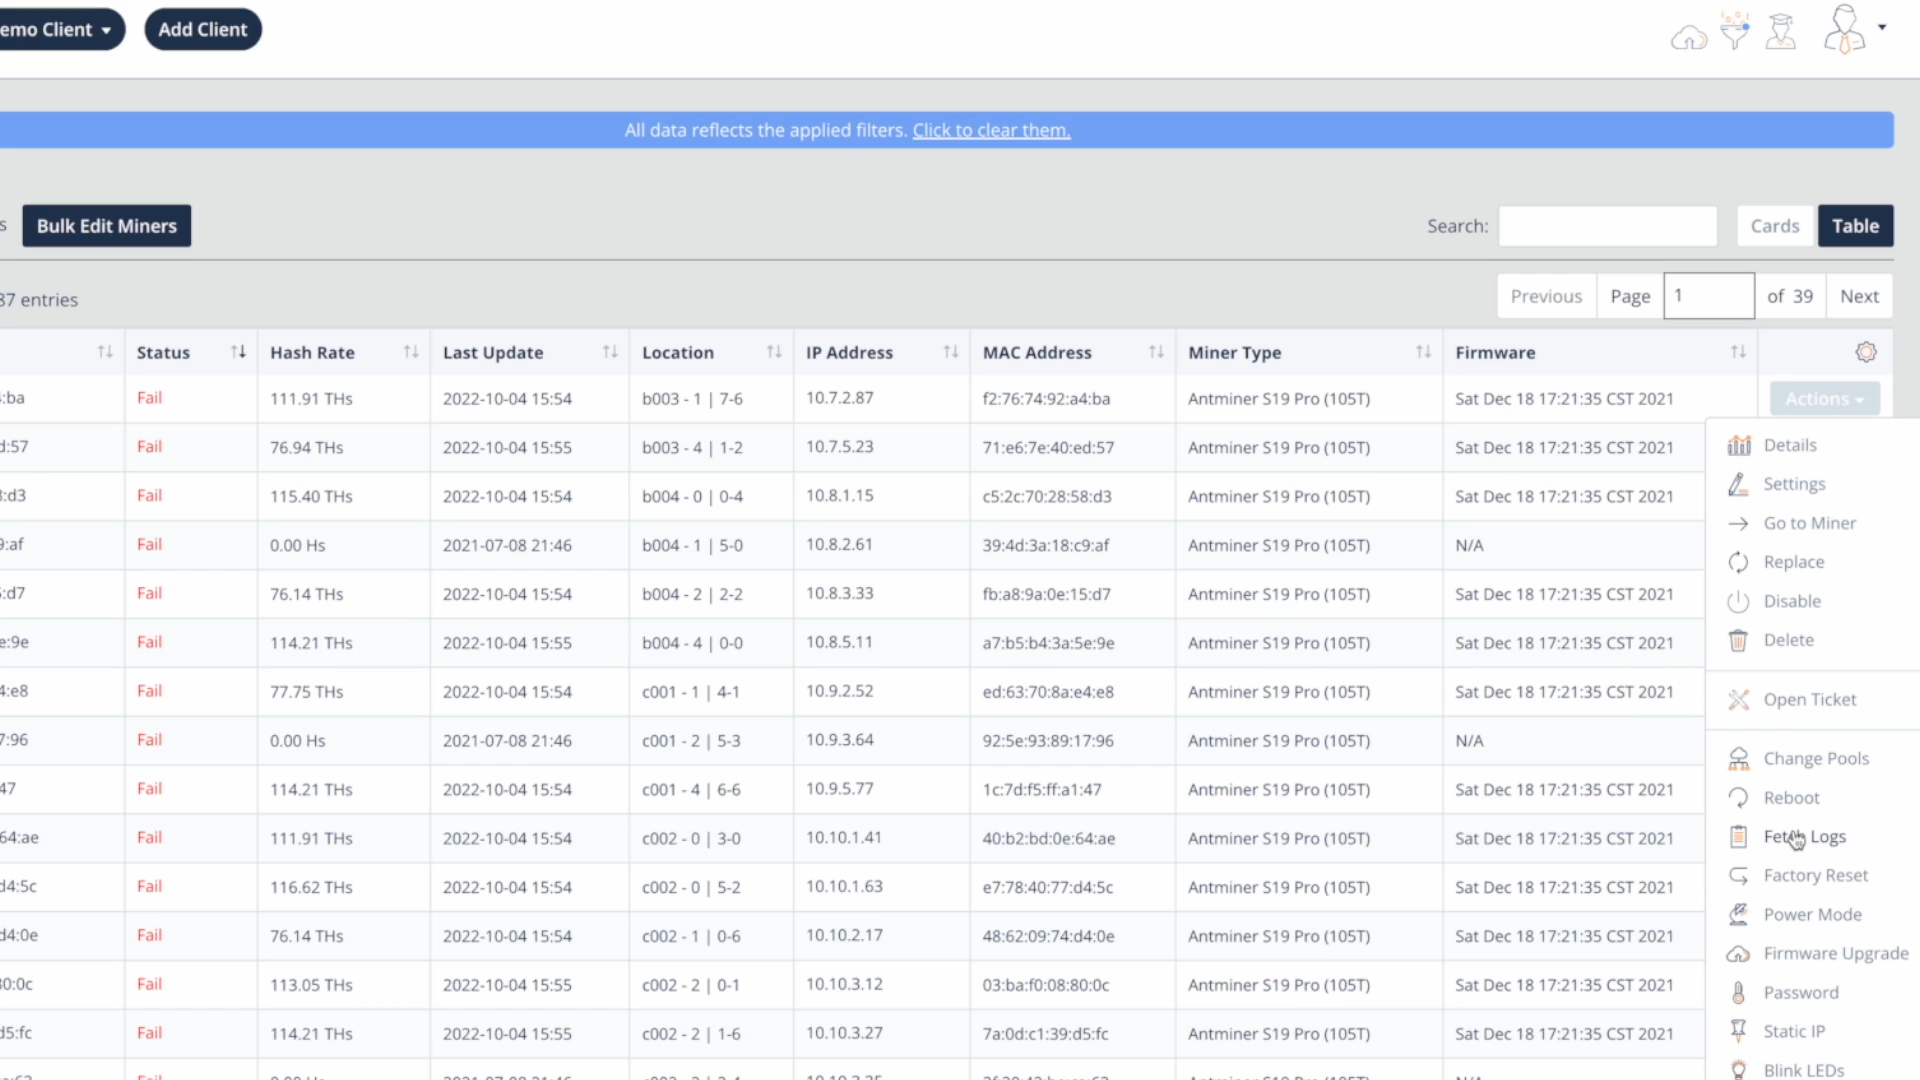 emo Client Add Client
All data reflects the applied filters. Click to clear them.
s Bulk Edit Miners Search: Cards Table
37 entries Previous Page 1 of 39 Next
Status Hash Rate Last Update Location IP Address MAC Address Miner Type Firmware
:ba Fail 111.91 THs 2022-10-04 15:54 b003 - 1 | 7-6 10.7.2.87 f2:76:74:92:a4:ba Antminer S19 Pro (105T) Sat Dec 18 17:21:35 CST 2021 Actions
d:57 Fail 76.94 THs 2022-10-04 15:55 b003 - 4 | 1-2 10.7.5.23 71:e6:7e:40:ed:57 Antminer S19 Pro (105T) Sat Dec 18 17:21:35 CST 2021
:d3 Fail 115.40 THs 2022-10-04 15:54 b004 - 0 | 0-4 10.8.1.15 c5:2c:70:28:58:d3 Antminer S19 Pro (105T) Sat Dec 18 17:21:35 CST 2021
9:af Fail 0.00 Hs 2021-07-08 21:46 b004 - 1 | 5-0 10.8.2.61 39:4d:3a:18:c9:af Antminer S19 Pro (105T) N/A
:d7 Fail 76.14 THs 2022-10-04 15:54 b004 - 2 | 2-2 10.8.3.33 fb:a8:9a:0e:15:d7 Antminer S19 Pro (105T) Sat Dec 18 17:21:35 CST 2021
e:9e Fail 114.21 THs 2022-10-04 15:55 b004 - 4 | 0-0 10.8.5.11 a7:b5:b4:3a:5e:9e Antminer S19 Pro (105T) Sat Dec 18 17:21:35 CST 2021
4:e8 Fail 77.75 THs 2022-10-04 15:54 c001 - 1 | 4-1 10.9.2.52 ed:63:70:8a:e4:e8 Antminer S19 Pro (105T) Sat Dec 18 17:21:35 CST 2021
7:96 Fail 0.00 Hs 2021-07-08 21:46 c001 - 2 | 5-3 10.9.3.64 92:5e:93:89:17:96 Antminer S19 Pro (105T) N/A
47 Fail 114.21 THs 2022-10-04 15:54 c001 - 4 | 6-6 10.9.5.77 1c:7d:f5:ff:a1:47 Antminer S19 Pro (105T) Sat Dec 18 17:21:35 CST 2021
64:ae Fail 111.91 THs 2022-10-04 15:54 c002 - 0 | 3-0 10.10.1.41 40:b2:bd:0e:64:ae Antminer S19 Pro (105T) Sat Dec 18 17:21:35 CST 2021
d4:5c Fail 116.62 THs 2022-10-04 15:54 c002 - 0 | 5-2 10.10.1.63 e7:78:40:77:d4:5c Antminer S19 Pro (105T) Sat Dec 18 17:21:35 CST 2021
d4:0e Fail 76.14 THs 2022-10-04 15:54 c002 - 1 | 0-6 10.10.2.17 48:62:09:74:d4:0e Antminer S19 Pro (105T) Sat Dec 18 17:21:35 CST 2021
80:0c Fail 113.05 THs 2022-10-04 15:55 c002 - 2 | 0-1 10.10.3.12 03:ba:f0:08:80:0c Antminer S19 Pro (105T) Sat Dec 18 17:21:35 CST 2021
d5:fc Fail 114.21 THs 2022-10-04 15:55 c002 - 2 | 1-6 10.10.3.27 7a:0d:c1:39:d5:fc Antminer S19 Pro (105T) Sat Dec 18 17:21:35 CST 2021
Details
Settings
Go to Miner
Replace
Disable
Delete
Open Ticket
Change Pools
Reboot
Fetch Logs
Factory Reset
Power Mode
Firmware Upgrade
Password
Static IP
Blink LEDs